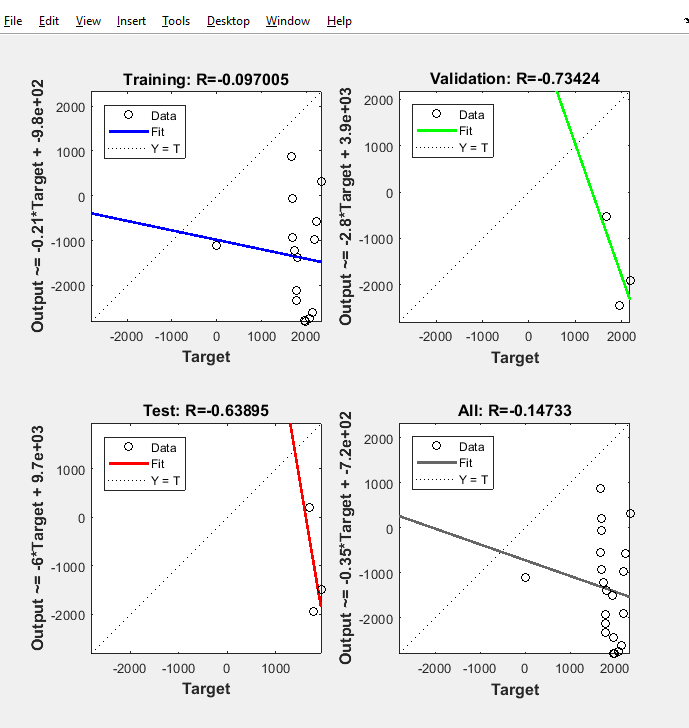 File Edit View Insert Tools Desktop Window Help
Training: R=-0.097005
Output ~= -0.21*Target + -9.8e+02
2000
1000
0
-1000
-2000
Data
Fit
Y = T
-2000 -1000 0 1000 2000
Target
Validation: R=-0.73424
Output ~= -2.8*Target + 3.9e+03
2000
1000
0
-1000
-2000
Data
Fit
Y = T
-2000 -1000 0 1000 2000
Target
Test: R=-0.63895
Output ~= -6*Target + 9.7e+03
1000
0
-1000
-2000
Data
Fit
Y = T
-2000 -1000 0 1000
Target
All: R=-0.14733
Output ~= -0.35*Target + -7.2e+02
2000
1000
0
-1000
-2000
Data
Fit
Y = T
-2000 -1000 0 1000 2000
Target